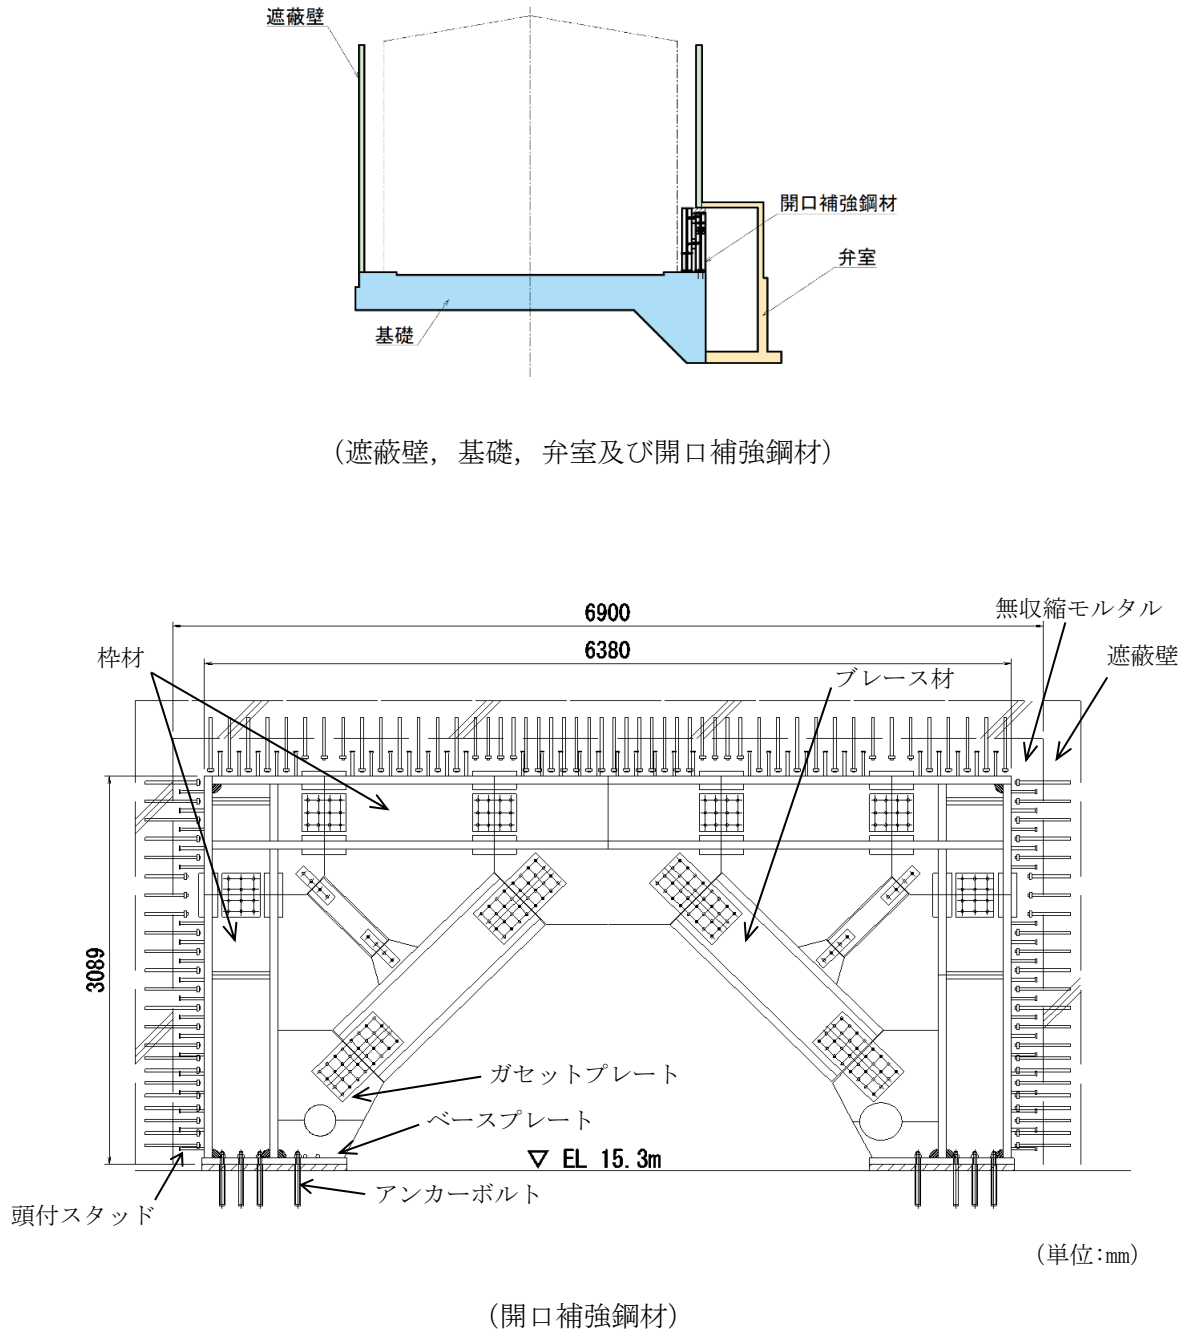 遮蔽壁
開口補強鋼材
弁室
基礎
(遮蔽壁, 基礎, 弁室及び開口補強鋼材)
6900
無収縮モルタル
6380
枠材
遮蔽壁
ブレース材
3089
ガセットプレート
ベースプレート
▽ EL 15.3m
アンカーボルト
頭付スタッド
(単位:mm)
(開口補強鋼材)